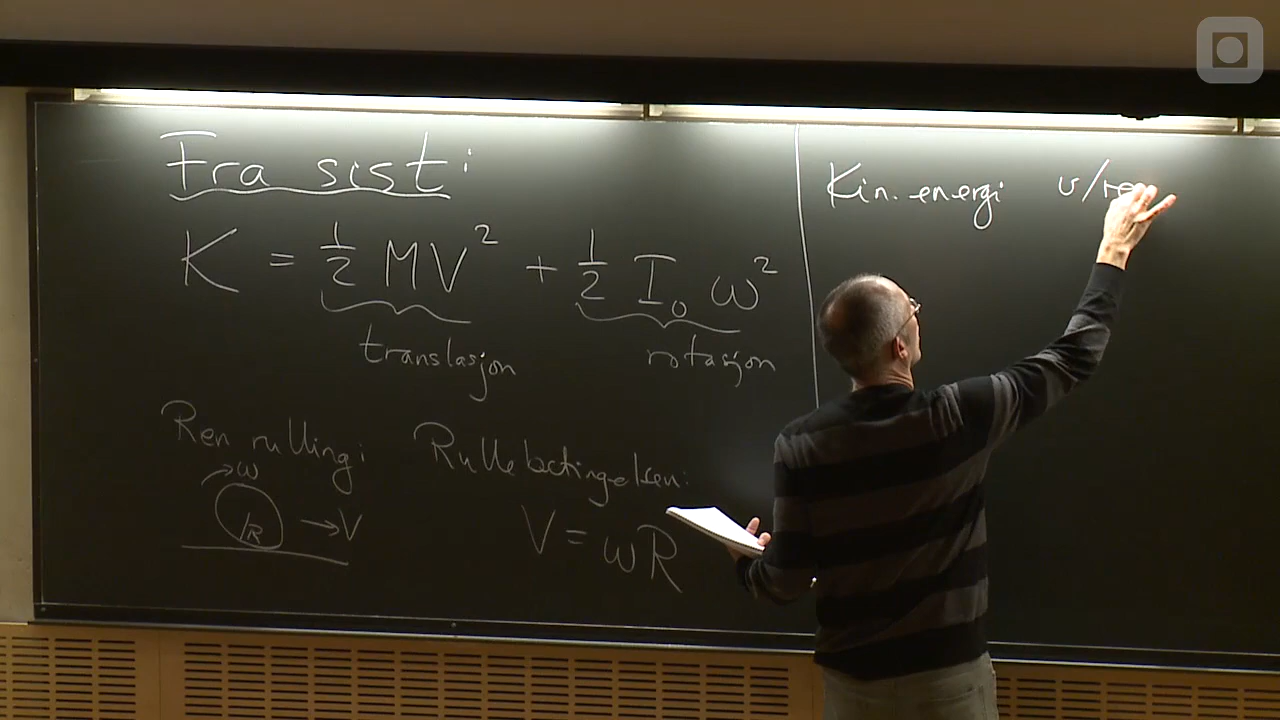 Fra sist:
K = 1/2 MV² + 1/2 I₀ ω²
translasjon rotasjon
Ren rulling: Rullebetingelsen:
ω
R → V
V = ωR
Kin. energi v/re